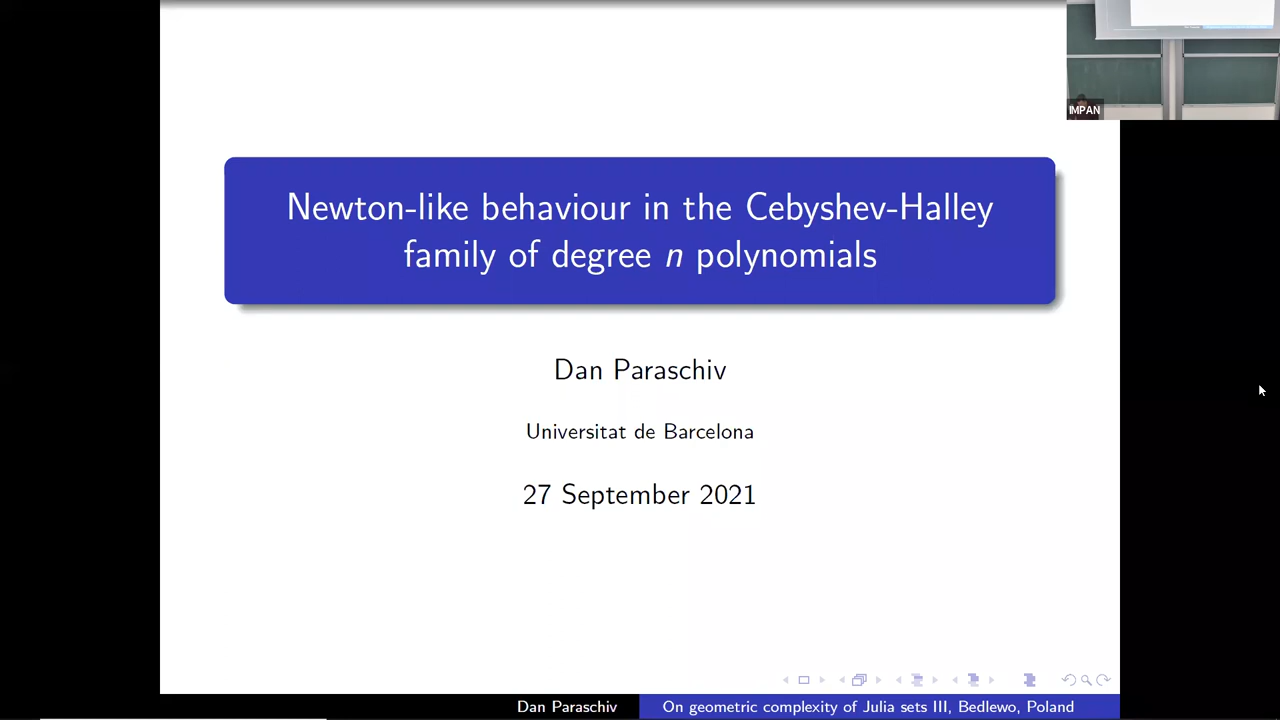 IMPAN
Newton-like behaviour in the Cebyshev-Halley
family of degree n polynomials
Dan Paraschiv
Universitat de Barcelona
27 September 2021
Dan Paraschiv
On geometric complexity of Julia sets III, Bedlewo, Poland